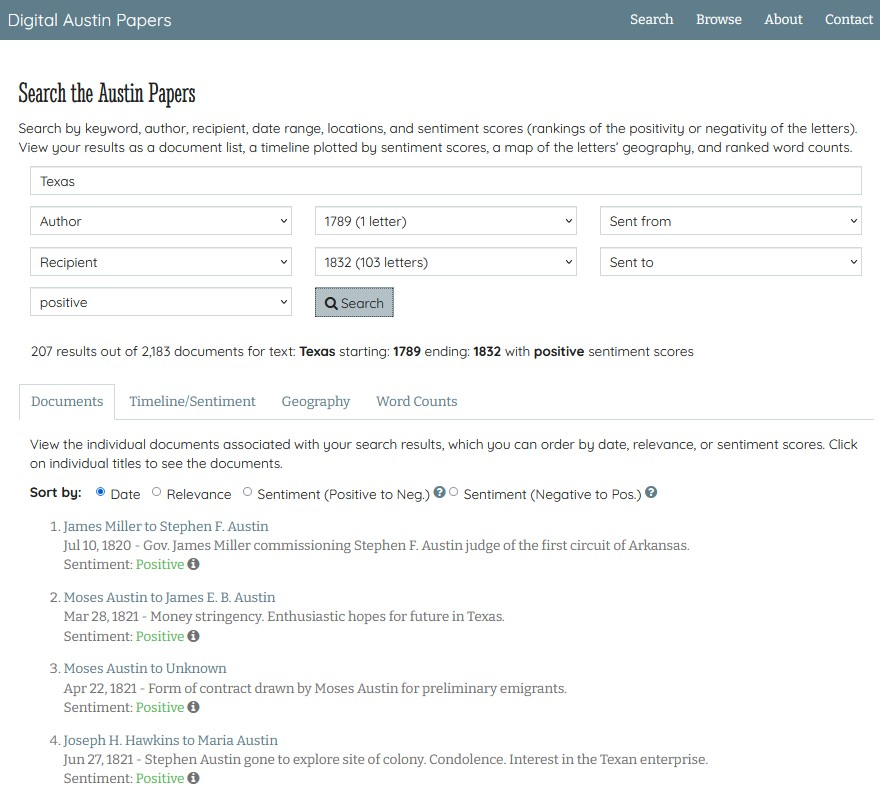 Digital Austin Papers Search Browse About Contact
Search the Austin Papers
Search by keyword, author, recipient, date range, locations, and sentiment scores (rankings of the positivity or negativity of the letters).
View your results as a document list, a timeline plotted by sentiment scores, a map of the letters' geography, and ranked word counts.
Texas
Author 1789 (1 letter) Sent from
Recipient 1832 (103 letters) Sent to
positive Search
207 results out of 2,183 documents for text: Texas starting: 1789 ending: 1832 with positive sentiment scores
Documents Timeline/Sentiment Geography Word Counts
View the individual documents associated with your search results, which you can order by date, relevance, or sentiment scores. Click
on individual titles to see the documents.
Sort by: Date Relevance Sentiment (Positive to Neg.) ? Sentiment (Negative to Pos.) ?
1. James Miller to Stephen F. Austin
Jul 10, 1820 - Gov. James Miller commissioning Stephen F. Austin judge of the first circuit of Arkansas.
Sentiment: Positive
2. Moses Austin to James E. B. Austin
Mar 28, 1821 - Money stringency. Enthusiastic hopes for future in Texas.
Sentiment: Positive
3. Moses Austin to Unknown
Apr 22, 1821 - Form of contract drawn by Moses Austin for preliminary emigrants.
Sentiment: Positive
4. Joseph H. Hawkins to Maria Austin
Jun 27, 1821 - Stephen Austin gone to explore site of colony. Condolence. Interest in the Texan enterprise.
Sentiment: Positive